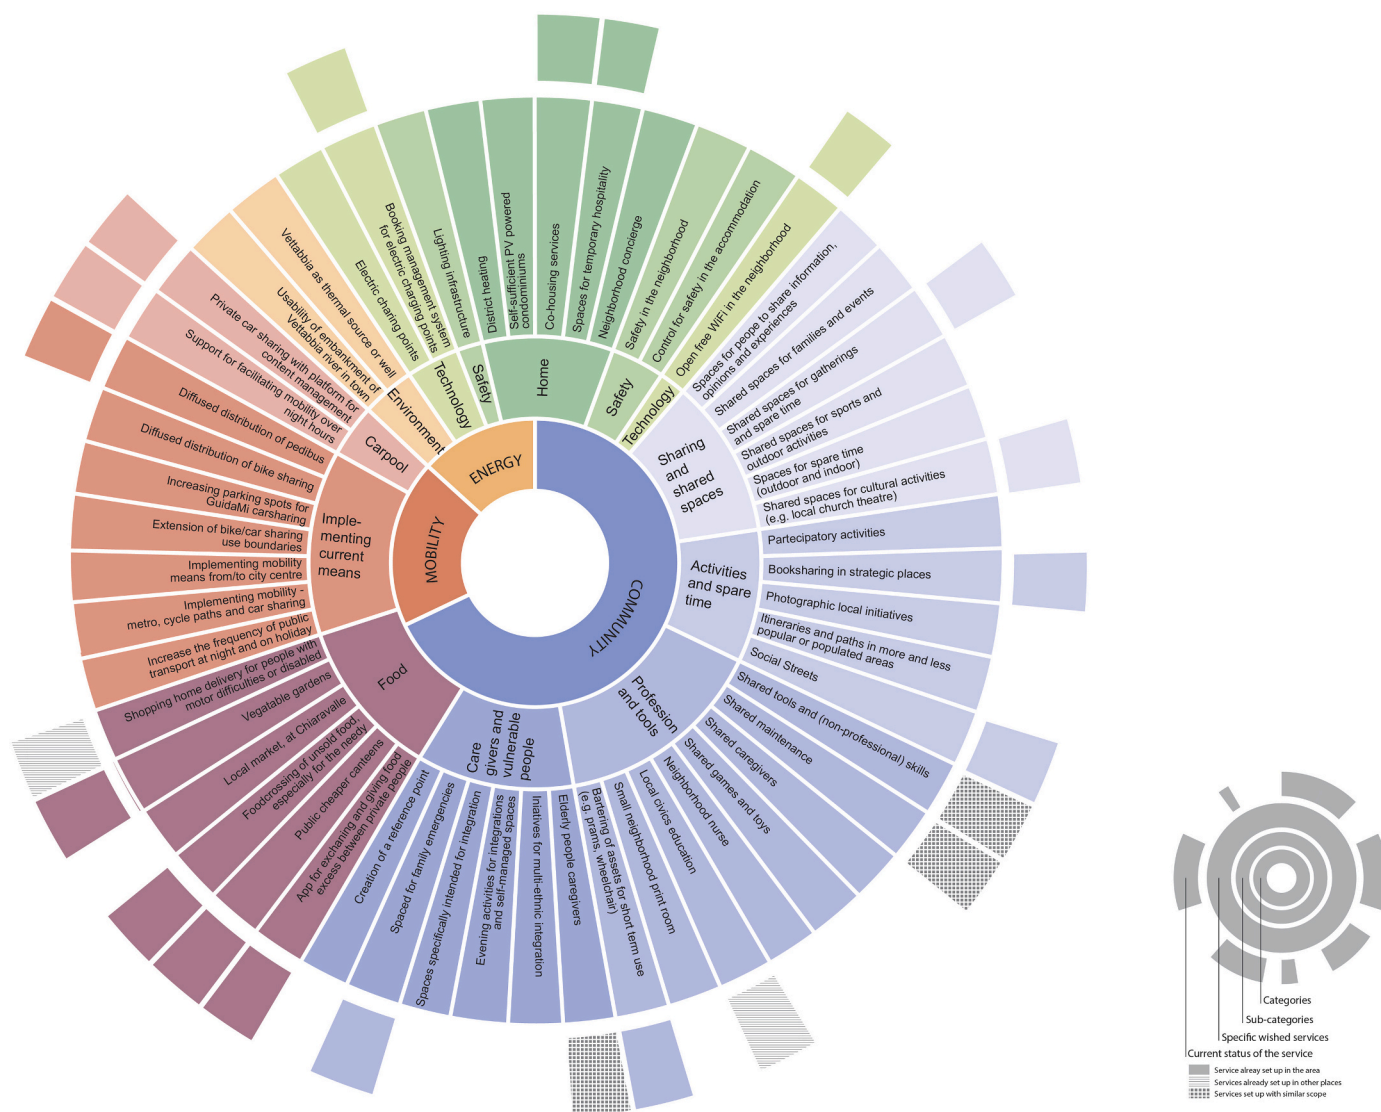 ENERGY
MOBILITY
COMMUNITY
Home
Safety
Technology
Sharing
and
shared
spaces
Activities
and spare
time
Profession
and tools
Care
givers and
vulnerable
people
Food
Imple-
menting
current
means
Carpool
Environment
Technology
Safety
District heating
Self-sufficient PV powered
condominiums
Co-housing services
Spaces for temporary hospitality
Neighborhood concierge
Safety in the neighborhood
Control for safety in the accommodation
Open free WiFi in the neighborhood
Spaces for peope to share information,
opinions and experiences
Shared spaces for families and events
Shared spaces for gatherings
and spare time
Shared spaces for sports and
outdoor activities
Spaces for spare time
(outdoor and indoor)
Shared spaces for cultural activities
(e.g. local church theatre)
Partecipatory activities
Booksharing in strategic places
Photographic local initiatives
Itineraries and paths in more and less
popular or populated areas
Social Streets
Shared tools and (non-professional) skills
Shared maintenance
Shared caregivers
Shared games and toys
Neighborhood nurse
Local civics education
Small neighborhood print room
Bartering of assets for short term use
(e.g. prams, wheelchair)
Elderly people caregivers
Iniatives for multi-ethnic integration
Evening activities for integrations
and self-managed spaces
Spaces specifically intended for integration
Spaced for family emergencies
Creation of a reference point
App for exchaning and giving food
excess between private people
Public cheaper canteens
Foodcrossing of unsold food,
especially for the needy
Local market, at Chiaravalle
Vegatable gardens
Shopping home delivery for people with
motor difficulties or disabled
Increase the frequency of public
transport at night and on holiday
Implementing mobility -
metro, cycle paths and car sharing
Implementing mobility
means from/to city centre
Extension of bike/car sharing
use boundaries
Increasing parking spots for
GuidaMi carsharing
Diffused distribution of bike sharing
Diffused distribution of pedibus
Support for facilitating mobility over
night hours
Private car sharing with platform for
content management
Usability of embankment of
Vettabbia river in town
Vettabbia as thermal source or well
Electric charing points
Booking management system
for electric charging points
Lighting infrastructure
Categories
Sub-categories
Specific wished services
Current status of the service
Service alreay set up in the area
Services already set up in other places
Services set up with similar scope